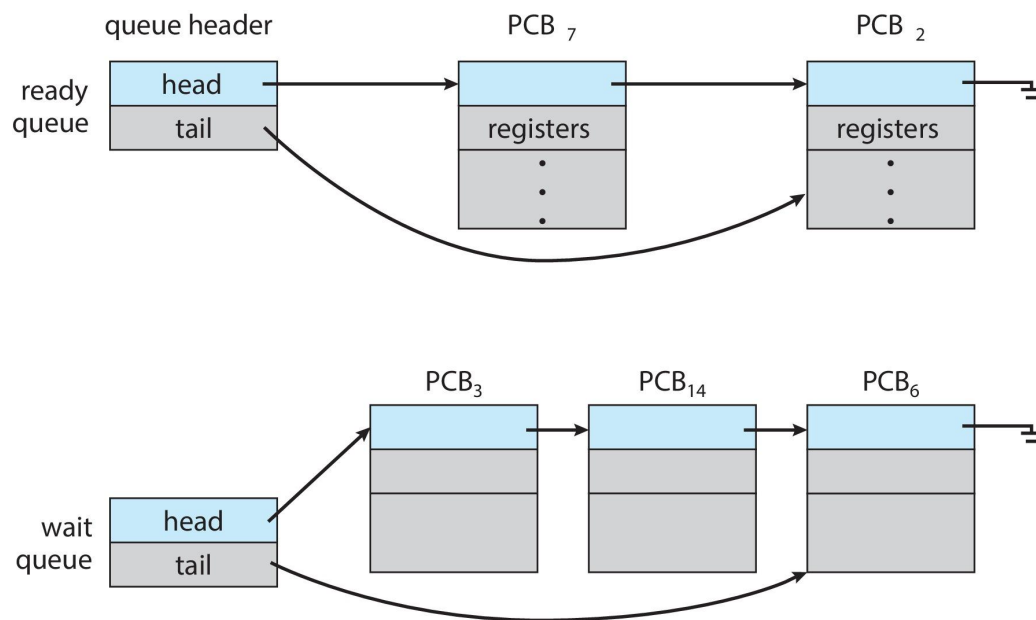 queue header PCB 7 PCB 2
ready
queue
head
tail
registers registers
PCB3 PCB14 PCB6
wait
queue
head
tail